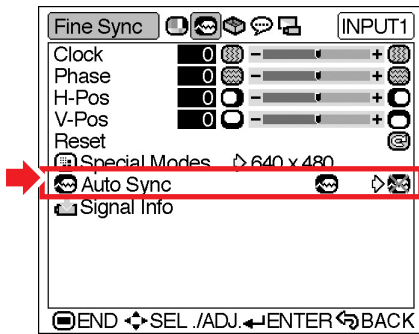 Fine Sync INPUT1
Clock 0 - +
Phase 0 - +
H-Pos 0 - +
V-Pos 0 - +
Reset
Special Modes 640 x 480
Auto Sync
Signal Info
END SEL./ADJ. ENTER BACK